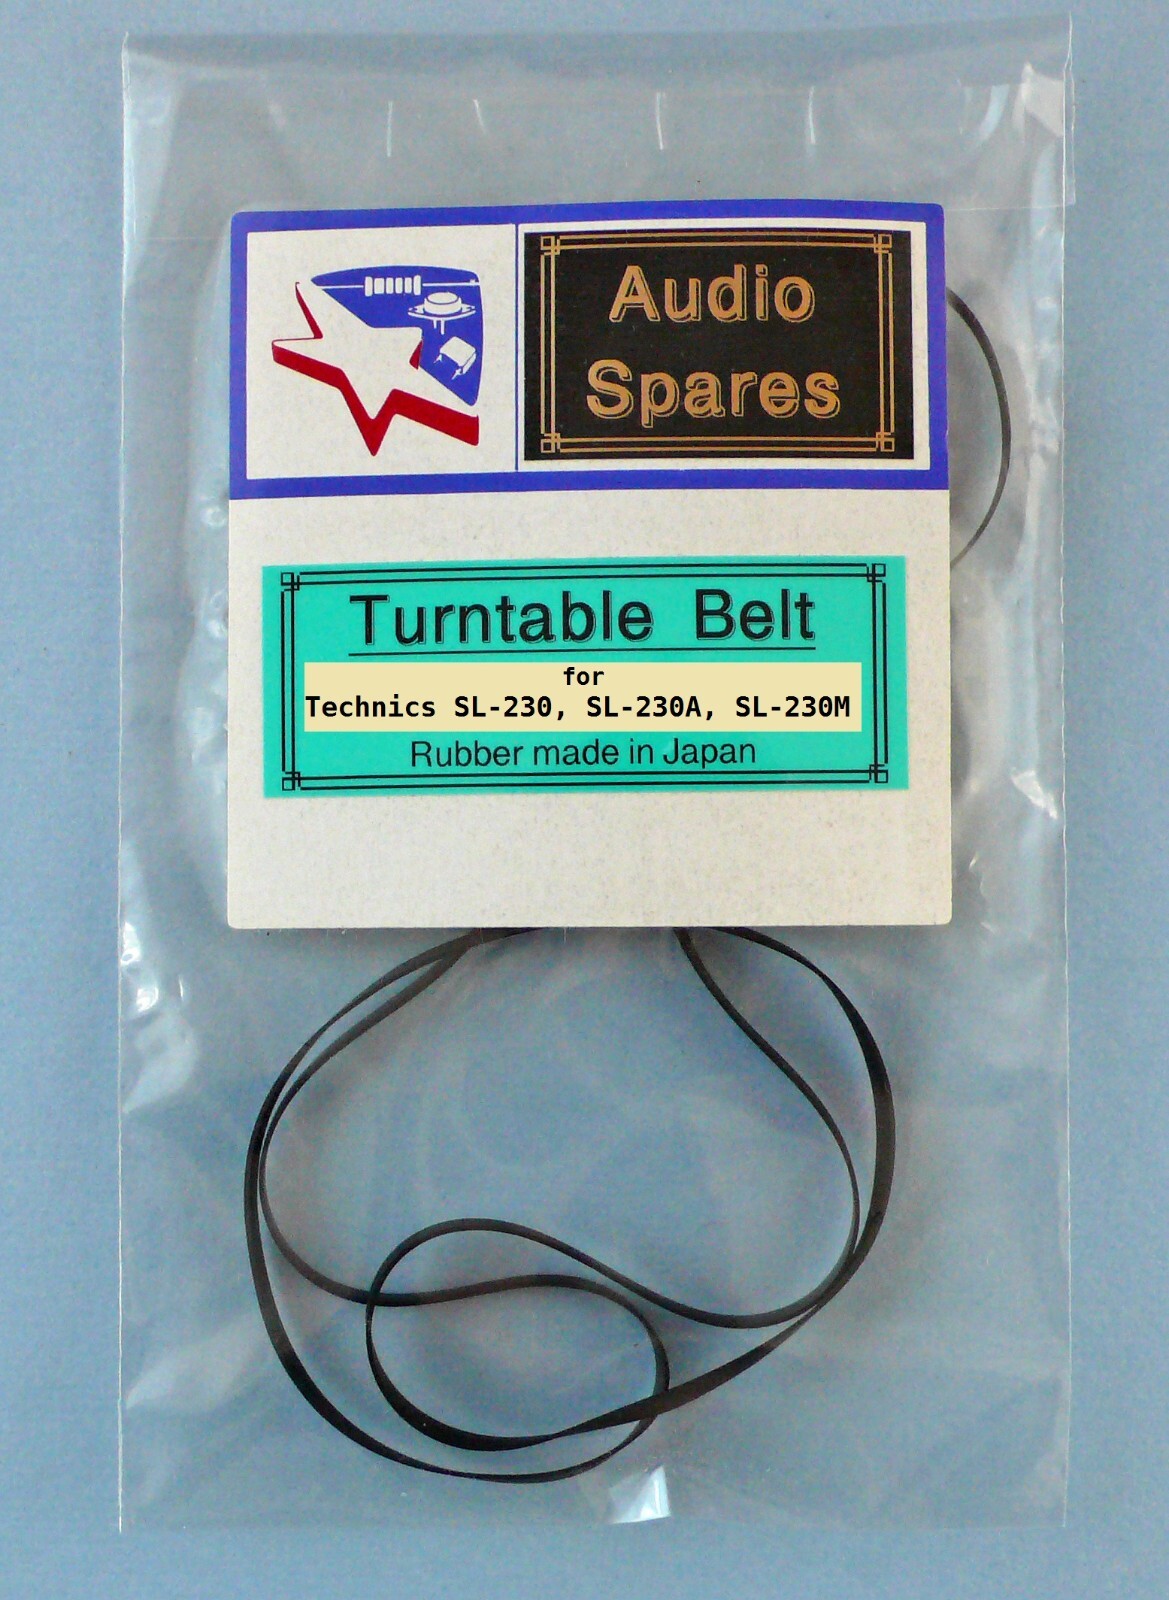 Audio
Spares
Turntable Belt
for
Technics SL-230, SL-230A, SL-230M
Rubber made in Japan